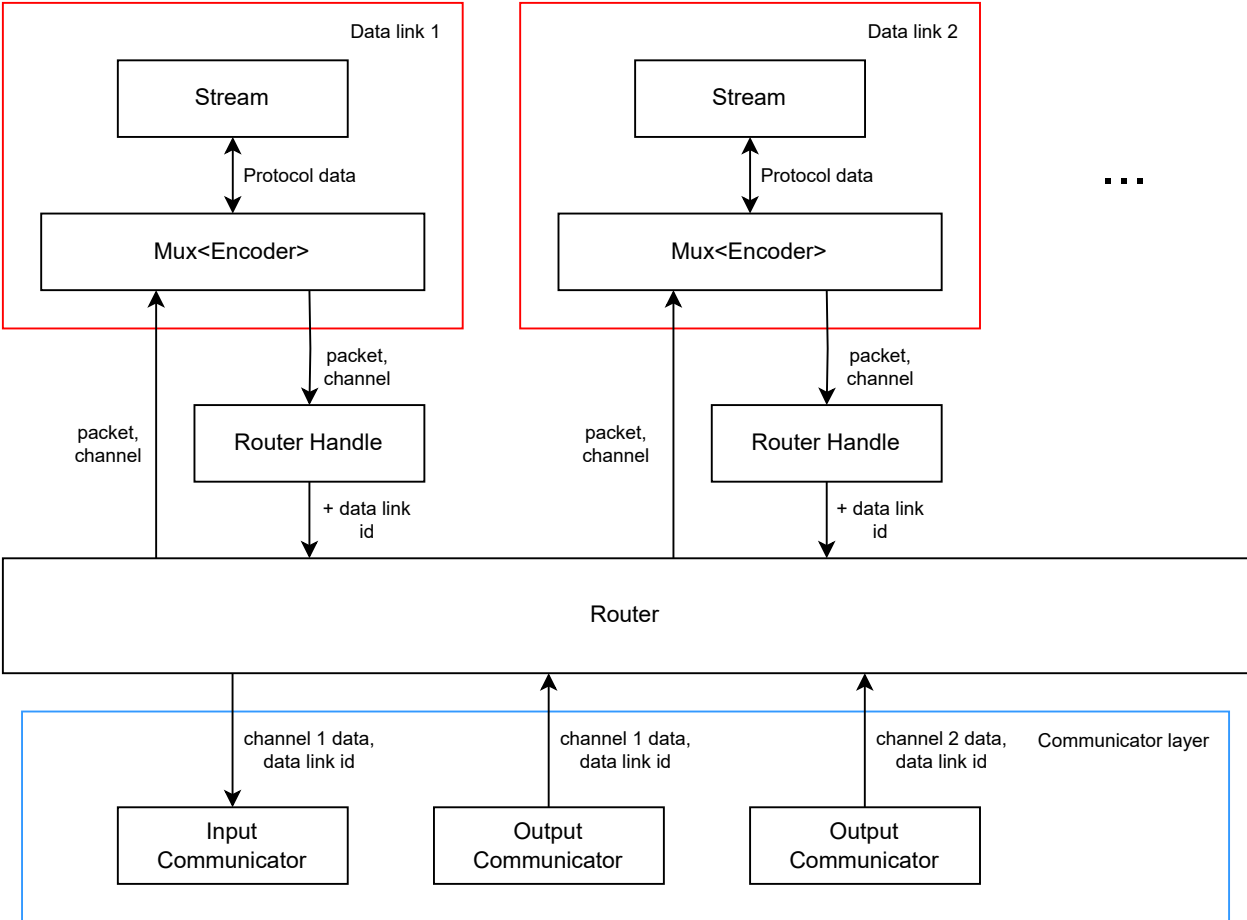 Data link 1
Data link 2
Stream
Stream
Protocol data
Protocol data
...
Mux<Encoder>
Mux<Encoder>
packet,
channel
packet,
channel
packet,
channel
Router Handle
packet,
channel
Router Handle
+ data link
id
+ data link
id
Router
channel 1 data,
data link id
channel 1 data,
data link id
channel 2 data,
data link id
Communicator layer
Input
Communicator
Output
Communicator
Output
Communicator